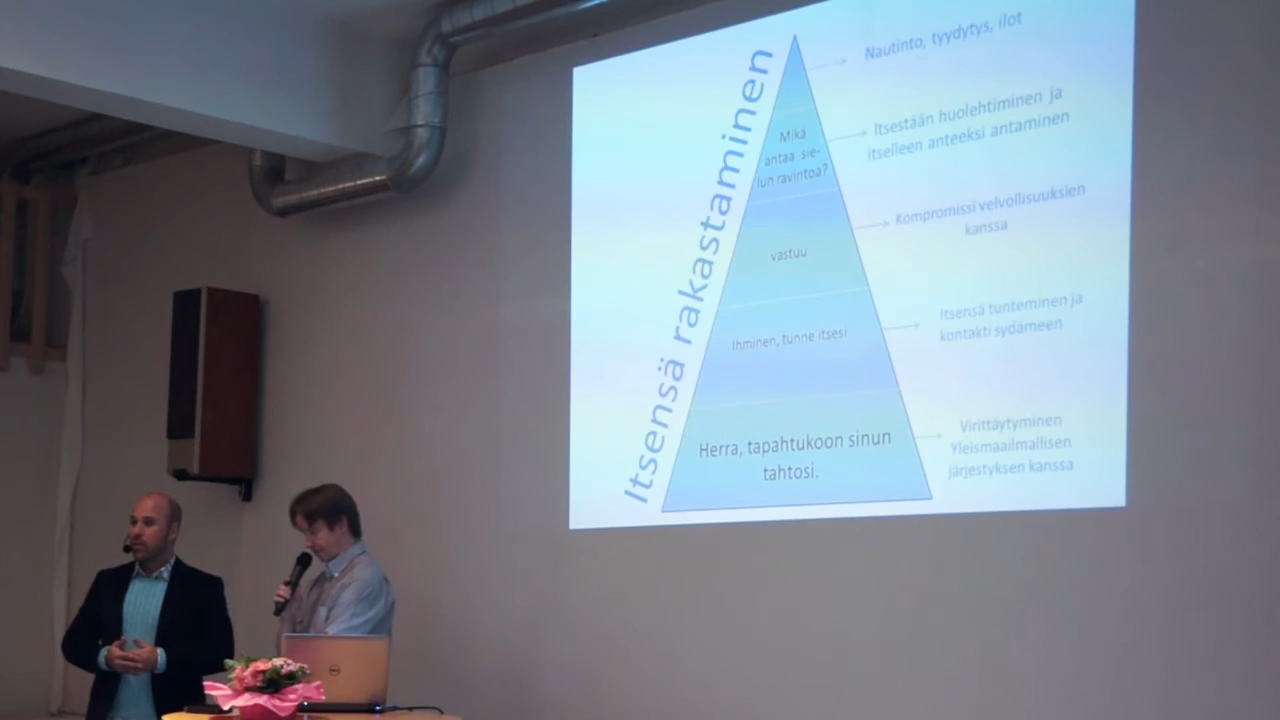 Itsensä rakastaminen
Nautinto, tyydytys, ilot
Mikä
antaa sie-
lun ravintoa?
Itsestään huolehtiminen ja
itselleen anteeksi antaminen
vastuu
Kompromissi velvollisuuksien
kanssa
Ihminen, tunne itsesi
Itsensä tunteminen ja
kontakti sydämeen
Herra, tapahtukoon sinun
tahtosi.
Virittäytyminen
Yleismaailmallisen
järjestyksen kanssa
DELL